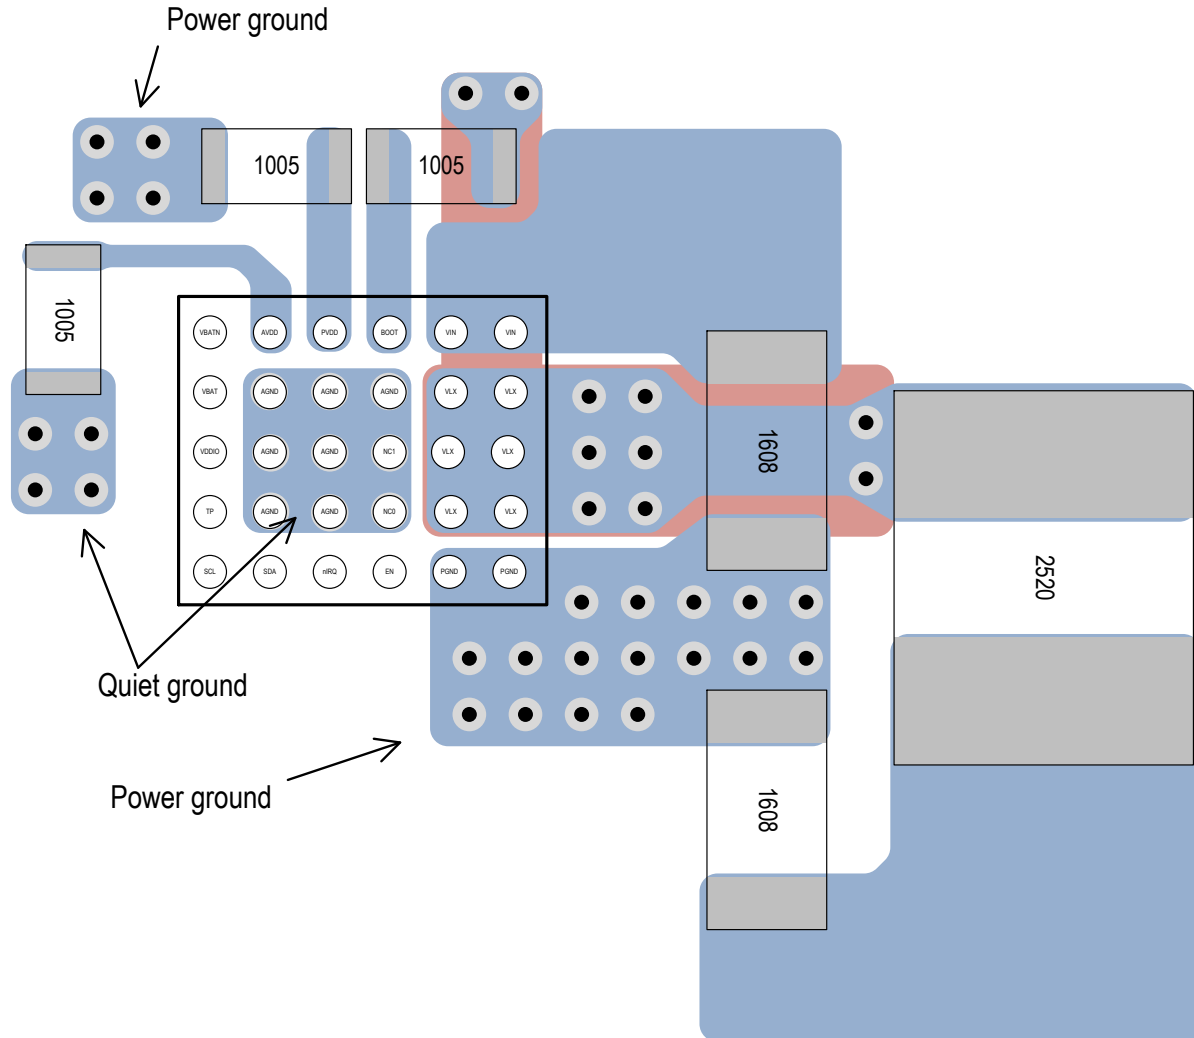 Power ground
1005
1005
1005
VBATN AVDD PVDD BOOT VIN VIN
VBAT AGND AGND AGND VLX VLX
VDDIO AGND AGND NC1 VLX VLX
TP AGND AGND NC0 VLX VLX
SCL SDA nIRQ EN PGND PGND
1608
2520
Quiet ground
Power ground
1608